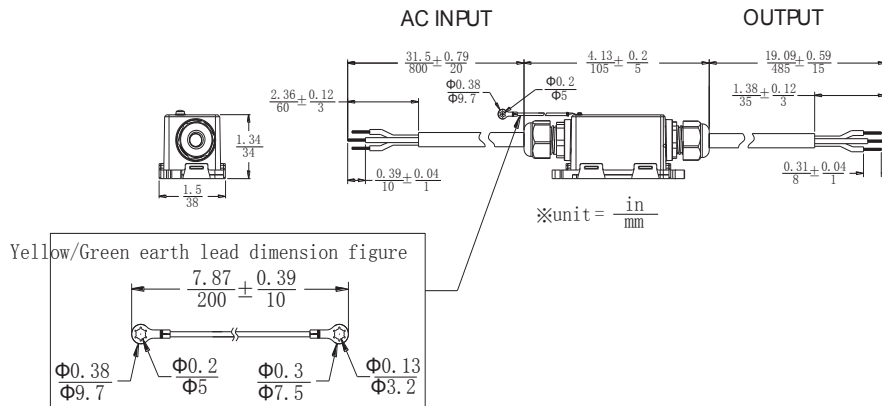 AC INPUT
OUTPUT
31.5/800 ± 0.79/20
4.13/105 ± 0.2/5
19.09/485 ± 0.59/15
Φ0.38/Φ9.7
Φ0.2/Φ5
2.36/60 ± 0.12/3
1.38/35 ± 0.12/3
1.34/34
0.39/10 ± 0.04/1
0.31/8 ± 0.04/1
1.5/38
※unit = in/mm
Yellow/Green earth lead dimension figure
7.87/200 ± 0.39/10
Φ0.38/Φ9.7
Φ0.2/Φ5
Φ0.3/Φ7.5
Φ0.13/Φ3.2